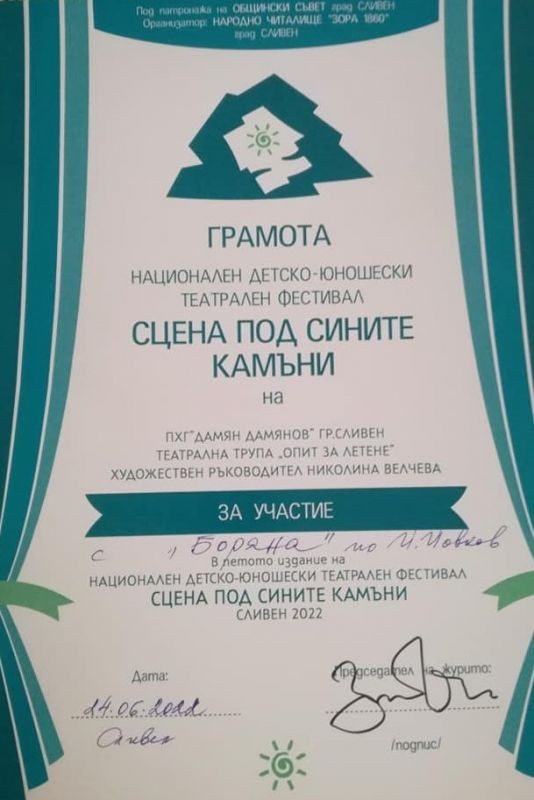 Под патронажа на ОБЩИНСКИ СЪВЕТ град СЛИВЕН
Организатор: НАРОДНО ЧИТАЛИЩЕ "ЗОРА 1860"
град СЛИВЕН
ГРАМОТА
НАЦИОНАЛЕН ДЕТСКО-ЮНОШЕСКИ
ТЕАТРАЛЕН ФЕСТИВАЛ
СЦЕНА ПОД СИНИТЕ
КАМЪНИ
на
ПХГ"ДАМЯН ДАМЯНОВ" ГР.СЛИВЕН
ТЕАТРАЛНА ТРУПА „ОПИТ ЗА ЛЕТЕНЕ"
ХУДОЖЕСТВЕН РЪКОВОДИТЕЛ НИКОЛИНА ВЕЛЧЕВА
ЗА УЧАСТИЕ
с „Боряна" по Й. Йовков
В петото издание на
НАЦИОНАЛЕН ДЕТСКО-ЮНОШЕСКИ ТЕАТРАЛЕН ФЕСТИВАЛ
СЦЕНА ПОД СИНИТЕ КАМЪНИ
СЛИВЕН 2022
Дата:
Председател на журито:
24.06.2022
Сливен
/подпис/